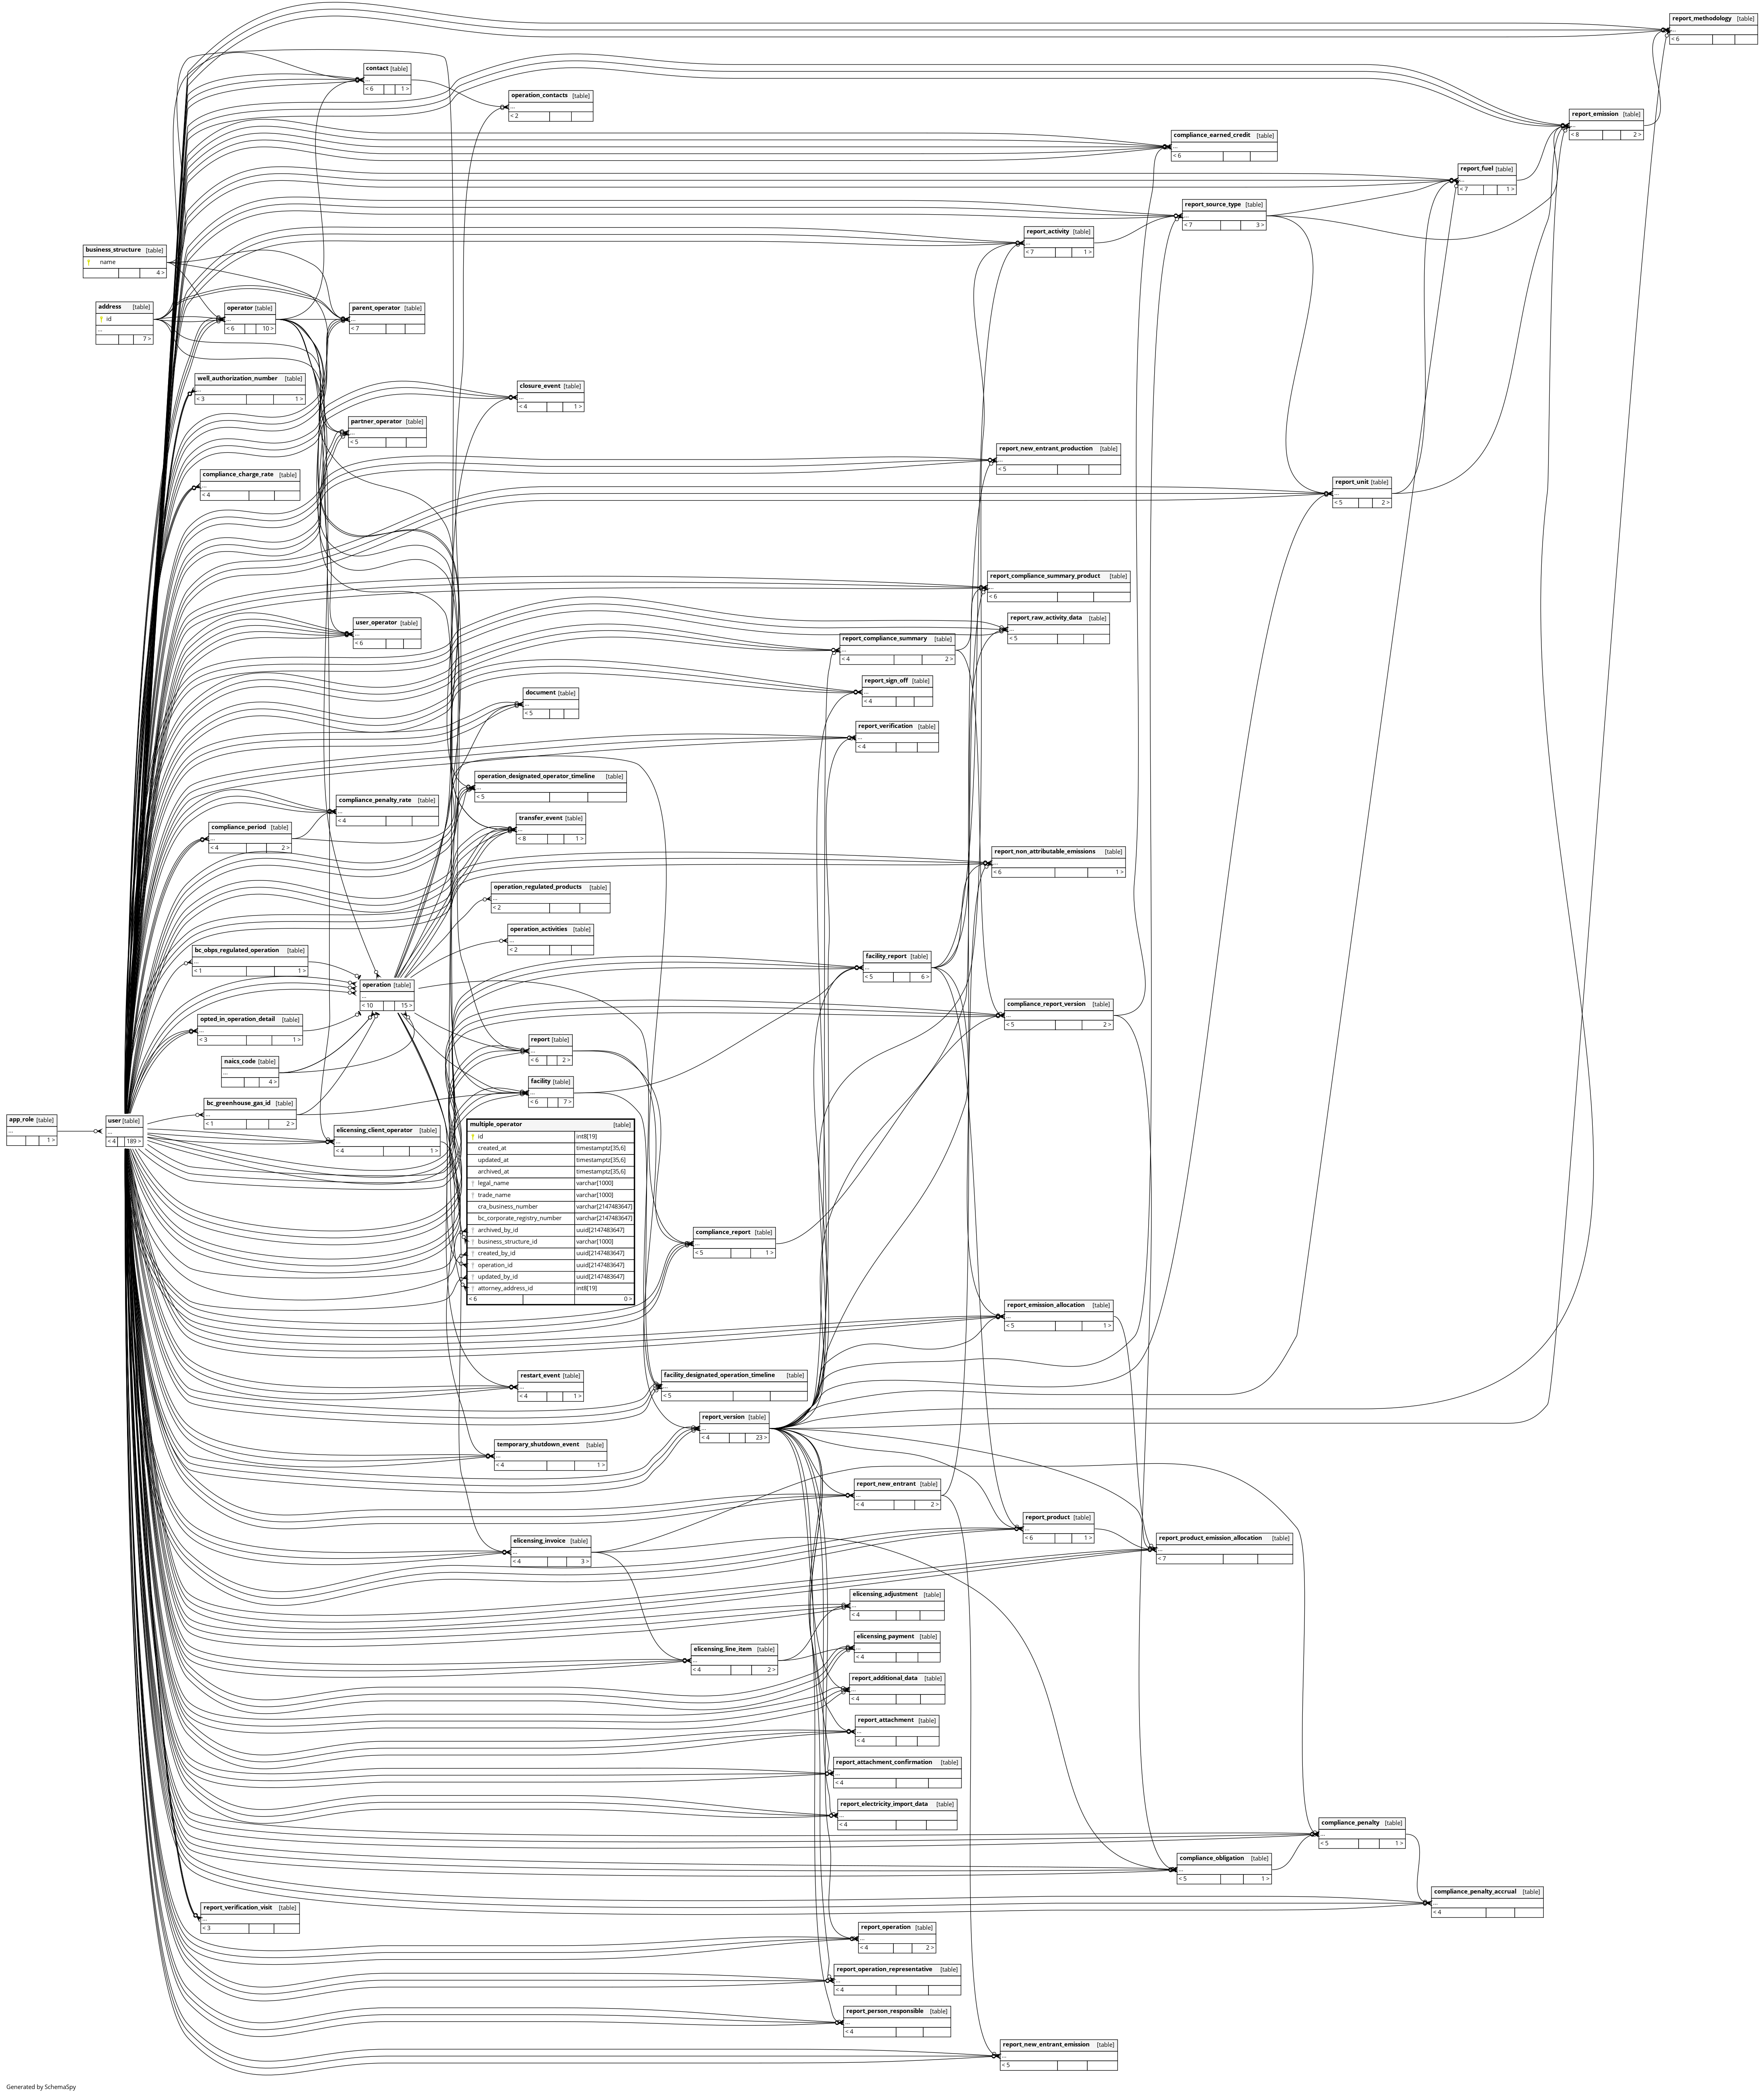 report_methodology [table]
...
< 6
contact [table]
...
< 6 1 >
operation_contacts [table]
...
< 2
report_emission [table]
...
< 8 2 >
compliance_earned_credit [table]
...
< 6
report_fuel [table]
...
< 7 1 >
report_source_type [table]
...
< 7 3 >
report_activity [table]
...
< 7 1 >
business_structure [table]
name
4 >
address [table]
id
...
7 >
operator [table]
...
< 6 10 >
parent_operator [table]
...
< 7
well_authorization_number [table]
...
< 3 1 >
closure_event [table]
...
< 4 1 >
partner_operator [table]
...
< 5
report_new_entrant_production [table]
...
< 5
compliance_charge_rate [table]
...
< 4
report_unit [table]
...
< 5 2 >
report_compliance_summary_product [table]
...
< 6
user_operator [table]
...
< 6
report_raw_activity_data [table]
...
< 5
report_compliance_summary [table]
...
< 4 2 >
report_sign_off [table]
...
< 4
document [table]
...
< 5
report_verification [table]
...
< 4
operation_designated_operator_timeline [table]
...
< 5
compliance_penalty_rate [table]
...
< 4
transfer_event [table]
...
< 8 1 >
compliance_period [table]
...
< 4 2 >
report_non_attributable_emissions [table]
...
< 6 1 >
operation_regulated_products [table]
...
< 2
operation_activities [table]
...
< 2
bc_obps_regulated_operation [table]
...
< 1 1 >
facility_report [table]
...
< 5 6 >
operation [table]
...
< 10 15 >
compliance_report_version [table]
...
< 5 2 >
opted_in_operation_detail [table]
...
< 3 1 >
report [table]
...
< 6 2 >
naics_code [table]
...
4 >
facility [table]
...
< 6 7 >
bc_greenhouse_gas_id [table]
...
< 1 2 >
app_role [table]
...
1 >
user [table]
...
< 4 189 >
elicensing_client_operator [table]
...
< 4 1 >
multiple_operator [table]
id int8[19]
created_at timestamptz[35,6]
updated_at timestamptz[35,6]
archived_at timestamptz[35,6]
legal_name varchar[1000]
trade_name varchar[1000]
cra_business_number varchar[2147483647]
bc_corporate_registry_number varchar[2147483647]
archived_by_id uuid[2147483647]
business_structure_id varchar[1000]
created_by_id uuid[2147483647]
operation_id uuid[2147483647]
updated_by_id uuid[2147483647]
attorney_address_id int8[19]
< 6 0 >
compliance_report [table]
...
< 5 1 >
report_emission_allocation [table]
...
< 5 1 >
restart_event [table]
...
< 4 1 >
facility_designated_operation_timeline [table]
...
< 5
report_version [table]
...
< 4 23 >
temporary_shutdown_event [table]
...
< 4 1 >
report_new_entrant [table]
...
< 4 2 >
report_product [table]
...
< 6 1 >
elicensing_invoice [table]
...
< 4 3 >
report_product_emission_allocation [table]
...
< 7
elicensing_adjustment [table]
...
< 4
elicensing_payment [table]
...
< 4
elicensing_line_item [table]
...
< 4 2 >
report_additional_data [table]
...
< 4
report_attachment [table]
...
< 4
report_attachment_confirmation [table]
...
< 4
report_electricity_import_data [table]
...
< 4
compliance_penalty [table]
...
< 5 1 >
compliance_obligation [table]
...
< 5 1 >
compliance_penalty_accrual [table]
...
< 4
report_verification_visit [table]
...
< 3
report_operation [table]
...
< 4 2 >
report_operation_representative [table]
...
< 4
report_person_responsible [table]
...
< 4
report_new_entrant_emission [table]
...
< 5
Generated by SchemaSpy